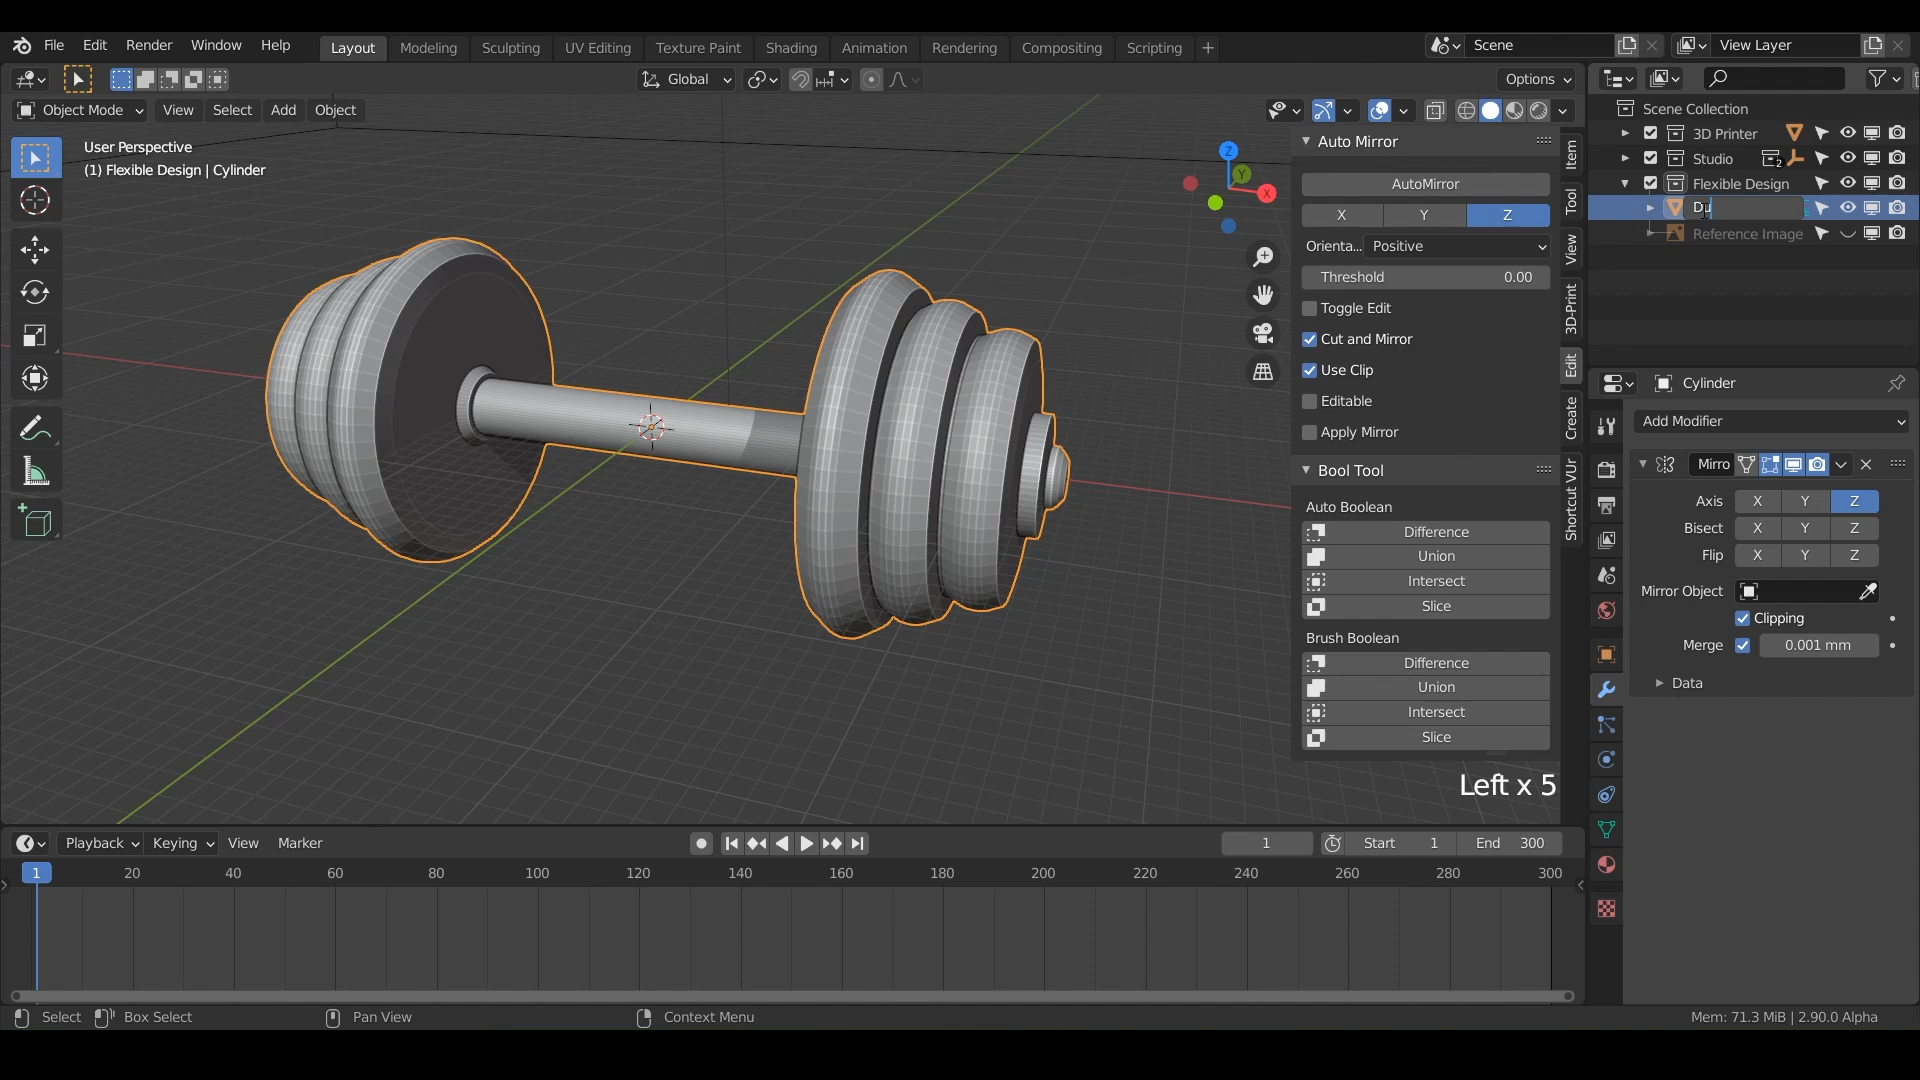 File Edit Render Window Help Layout Modeling Sculpting UV Editing Texture Paint Shading Animation Rendering Compositing Scripting + Scene View Layer
Global Options
Object Mode View Select Add Object
User Perspective
(1) Flexible Design | Cylinder
Z
Y
X
Auto Mirror
AutoMirror
X Y Z
Orienta... Positive
Threshold 0.00
Toggle Edit
Cut and Mirror
Use Clip
Editable
Apply Mirror
Bool Tool
Auto Boolean
Difference
Union
Intersect
Slice
Brush Boolean
Difference
Union
Intersect
Slice
Item
Tool
View
3D-Print
Edit
Create
Shortcut VUr
Left x 5
Scene Collection
3D Printer
Studio 2
Flexible Design
Du
Reference Image
Cylinder
Add Modifier
Mirro
Axis X Y Z
Bisect X Y Z
Flip X Y Z
Mirror Object
Clipping
Merge 0.001 mm
Data
Playback Keying View Marker 1 Start 1 End 300
1 20 40 60 80 100 120 140 160 180 200 220 240 260 280 300
Select Box Select Pan View Context Menu Mem: 71.3 MiB | 2.90.0 Alpha